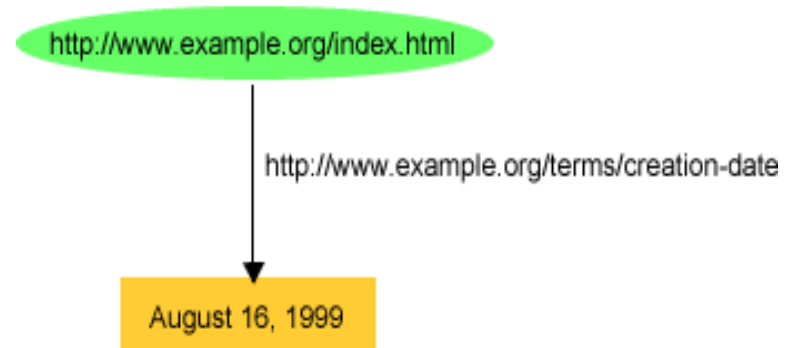 http://www.example.org/index.html
http://www.example.org/terms/creation-date
August 16, 1999